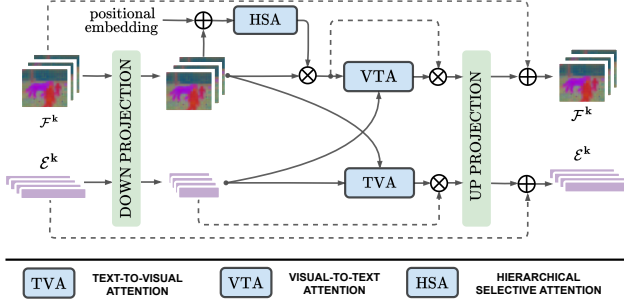 positional
embedding
HSA
VTA
TVA
DOWN PROJECTION
UP PROJECTION
𝓕ᵏ
𝓔ᵏ
𝓕ᵏ
𝓔ᵏ
TVA
TEXT-TO-VISUAL
ATTENTION
VTA
VISUAL-TO-TEXT
ATTENTION
HSA
HIERARCHICAL
SELECTIVE ATTENTION